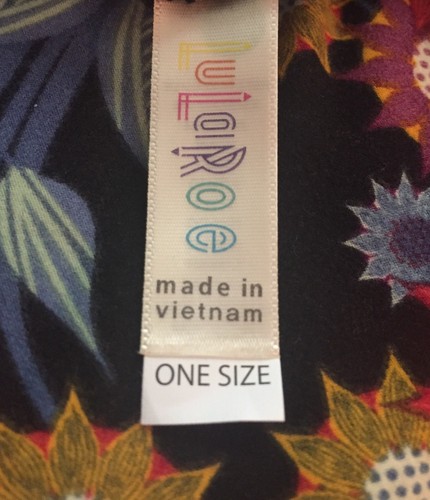 LuLaRoe
made in
vietnam
ONE SIZE